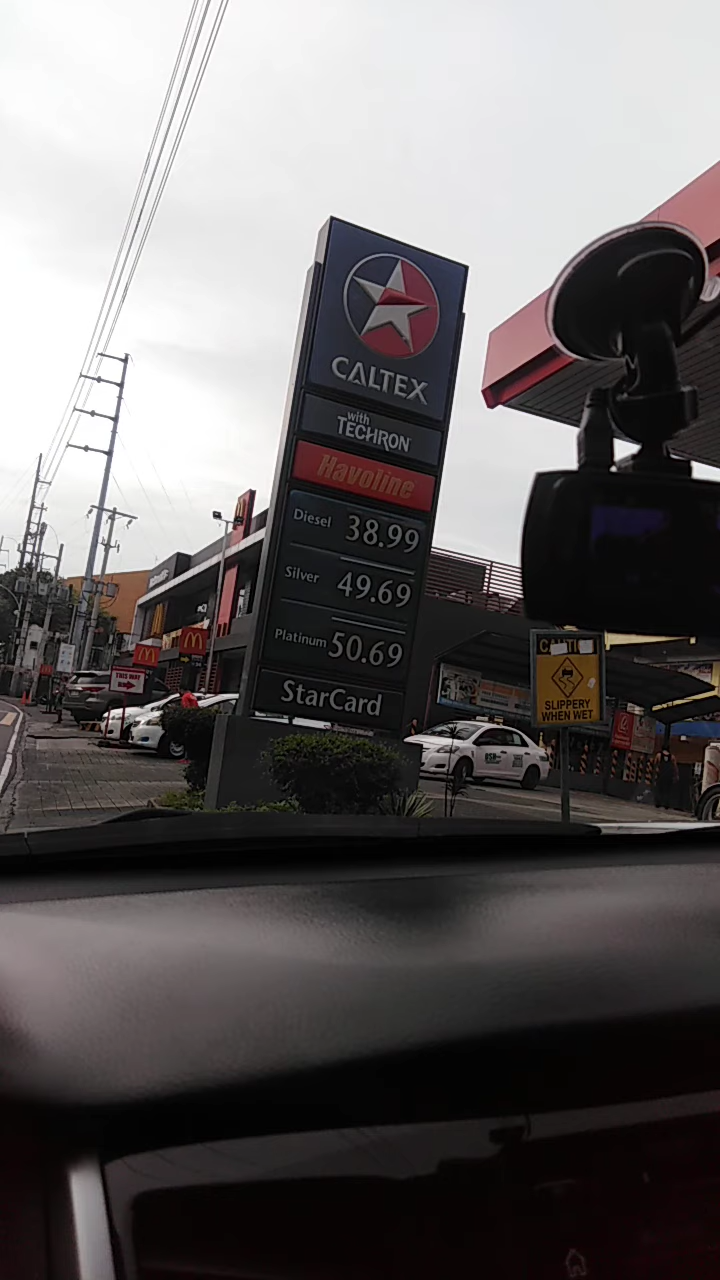 CALTEX
with
TECHRON
Havoline
Diesel 38.99
Silver 49.69
Platinum 50.69
StarCard
THIS WAY
CAUTION
SLIPPERY
WHEN WET